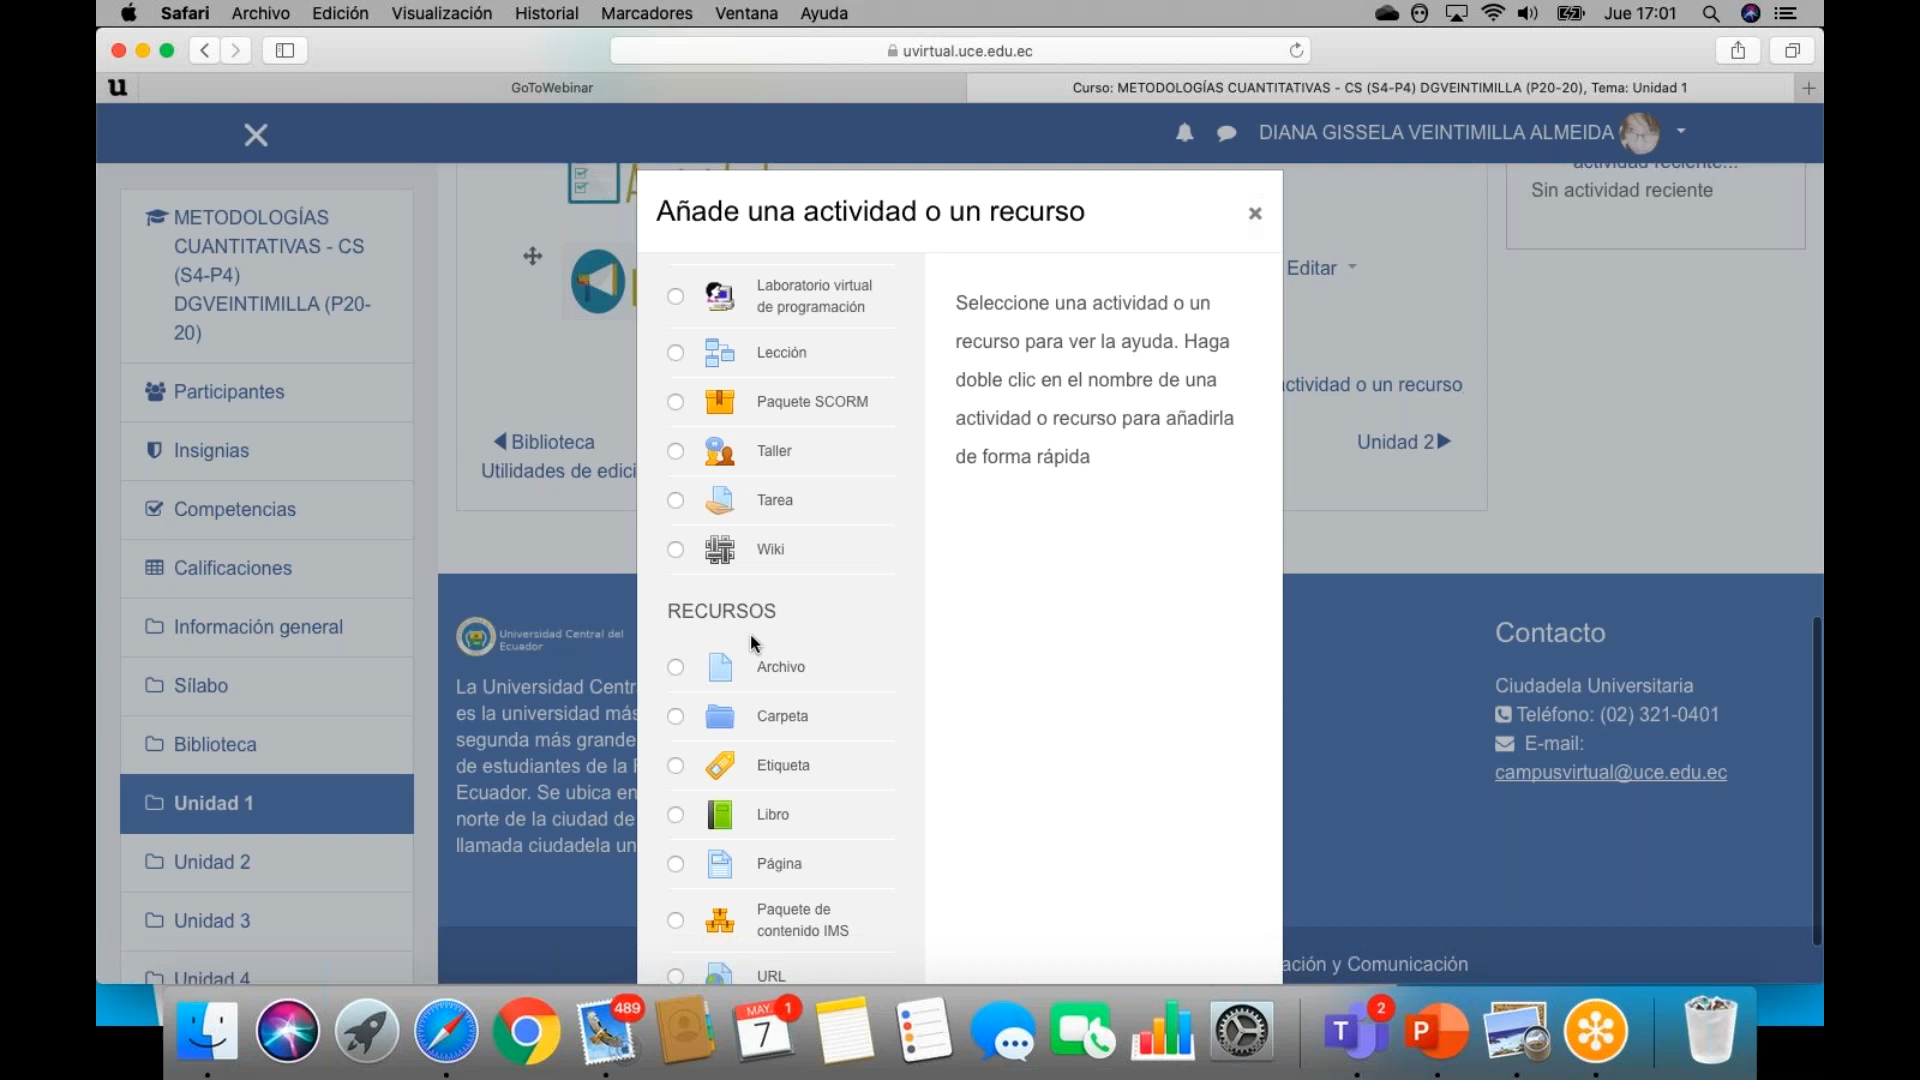 Safari Archivo Edición Visualización Historial Marcadores Ventana Ayuda Jue 17:01
uvirtual.uce.edu.ec
u GoToWebinar Curso: METODOLOGÍAS CUANTITATIVAS - CS (S4-P4) DGVEINTIMILLA (P20-20), Tema: Unidad 1
DIANA GISSELA VEINTIMILLA ALMEIDA
METODOLOGÍAS
CUANTITATIVAS - CS
(S4-P4)
DGVEINTIMILLA (P20-
20)
Participantes
Insignias
Competencias
Calificaciones
Información general
Sílabo
Biblioteca
Unidad 1
Unidad 2
Unidad 3
Unidad 4
Biblioteca
Utilidades de edici
Universidad Central del
Ecuador
La Universidad Centr
es la universidad más
segunda más grande
de estudiantes de la
Ecuador. Se ubica en
norte de la ciudad de
llamada ciudadela un
Añade una actividad o un recurso
Laboratorio virtual
de programación
Lección
Paquete SCORM
Taller
Tarea
Wiki
RECURSOS
Archivo
Carpeta
Etiqueta
Libro
Página
Paquete de
contenido IMS
URL
Seleccione una actividad o un
recurso para ver la ayuda. Haga
doble clic en el nombre de una
actividad o recurso para añadirla
de forma rápida
actividad reciente...
Sin actividad reciente
Editar
ctividad o un recurso
Unidad 2
Contacto
Ciudadela Universitaria
Teléfono: (02) 321-0401
E-mail:
campusvirtual@uce.edu.ec
ación y Comunicación
489
MAY.
7
1
T
2
P